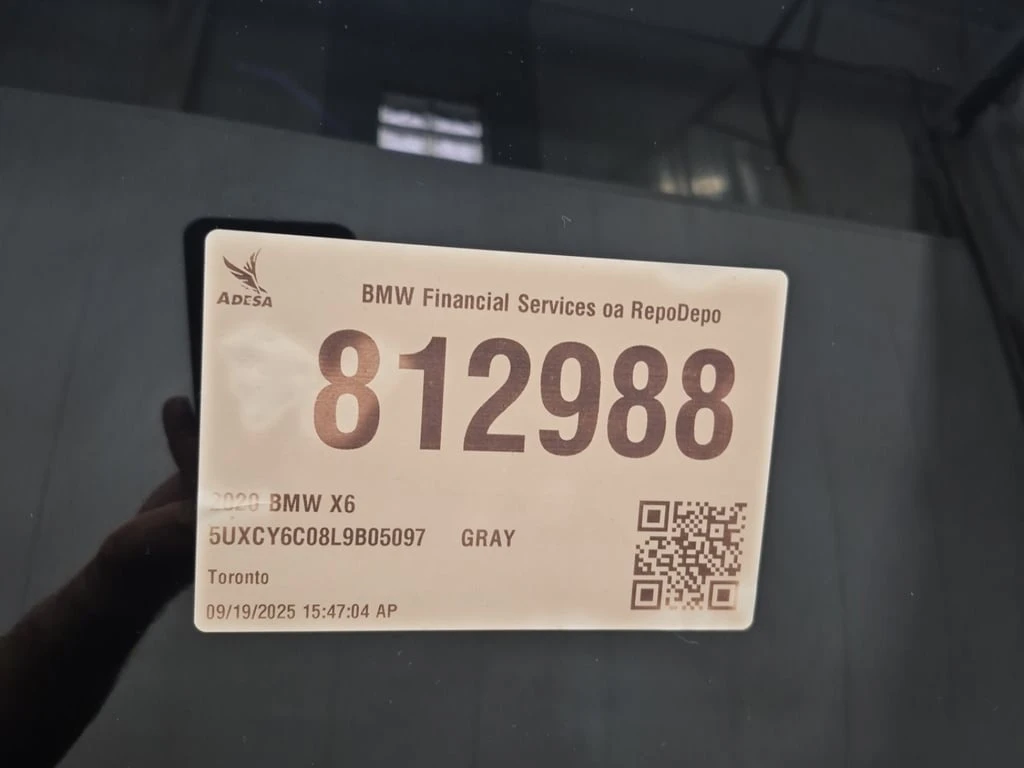 ADESA
BMW Financial Services oa RepoDepo
812988
2020 BMW X6
5UXCY6C08L9B05097 GRAY
Toronto
09/19/2025 15:47:04 AP